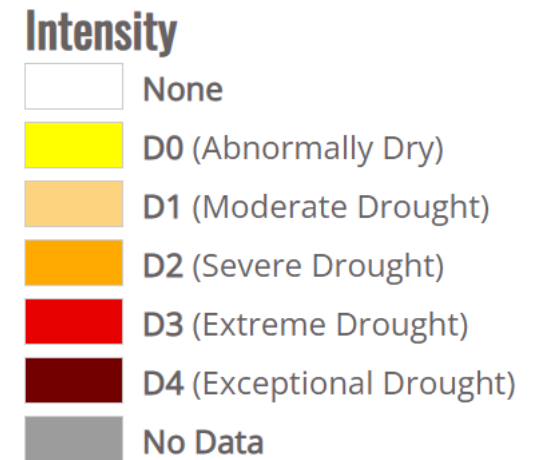 Intensity
None
D0 (Abnormally Dry)
D1 (Moderate Drought)
D2 (Severe Drought)
D3 (Extreme Drought)
D4 (Exceptional Drought)
No Data